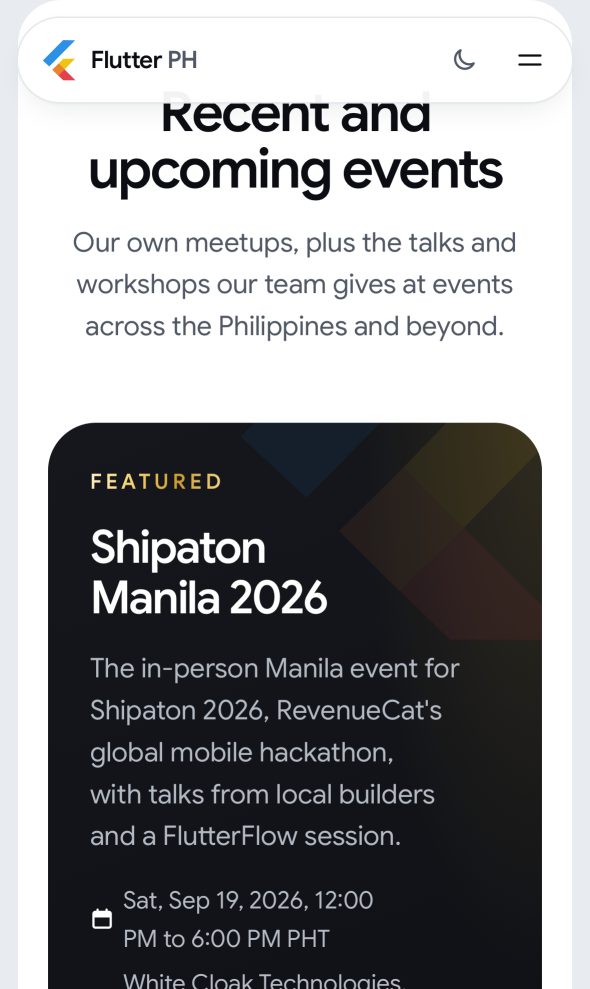 Flutter PH
Recent and
upcoming events
Our own meetups, plus the talks and
workshops our team gives at events
across the Philippines and beyond.
FEATURED
Shipaton
Manila 2026
The in-person Manila event for
Shipaton 2026, RevenueCat's
global mobile hackathon,
with talks from local builders
and a FlutterFlow session.
Sat, Sep 19, 2026, 12:00
PM to 6:00 PM PHT
White Cloak Technologies